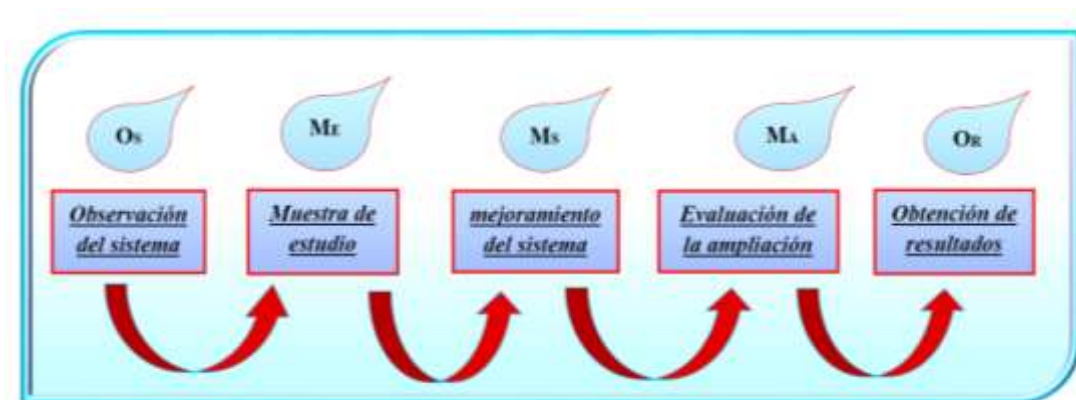 Os
ME
Ms
MA
OR
Observación
del sistema
Muestra de
estudio
mejoramiento
del sistema
Evaluación de
la ampliación
Obtención de
resultados